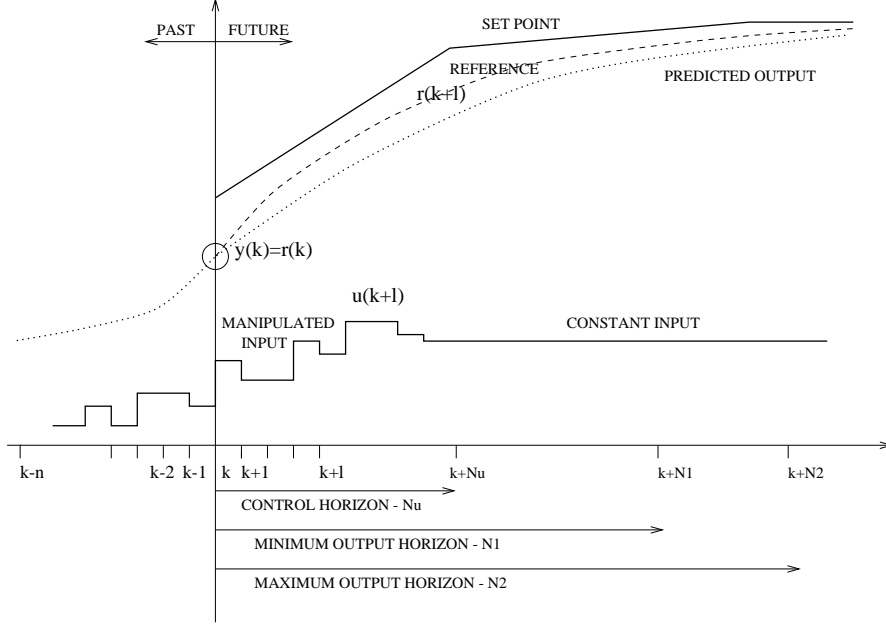 PAST
FUTURE
SET POINT
REFERENCE
r(k+l)
PREDICTED OUTPUT
y(k)=r(k)
u(k+l)
MANIPULATED
INPUT
CONSTANT INPUT
k-n
k-2
k-1
k
k+1
k+l
k+Nu
k+N1
k+N2
CONTROL HORIZON - Nu
MINIMUM OUTPUT HORIZON - N1
MAXIMUM OUTPUT HORIZON - N2